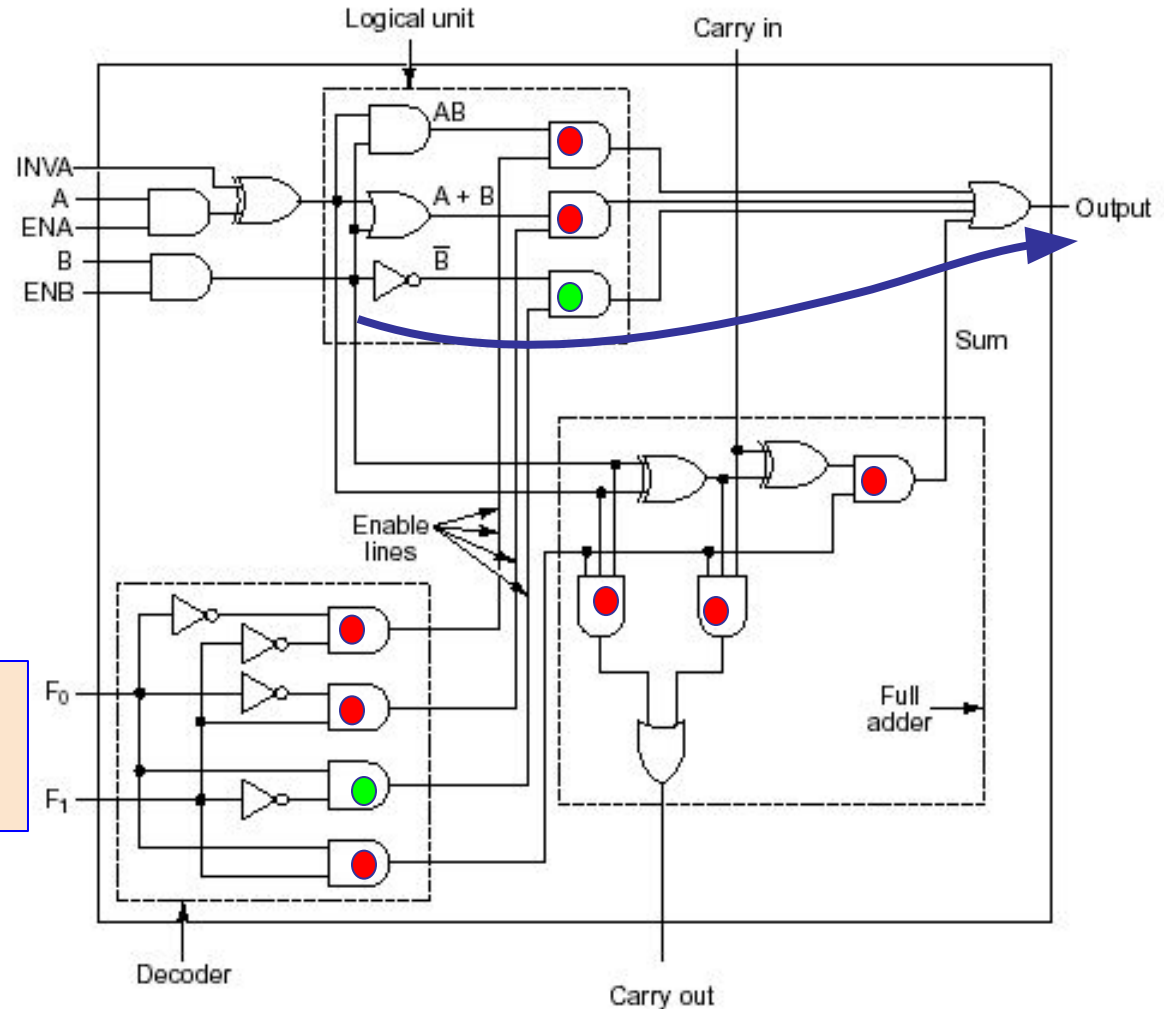 Logical unit
Carry in
AB
INVA
A
A + B
Output
ENA
B
B̅
ENB
Sum
Enable
lines
F₀
Full
adder
F₁
Decoder
Carry out